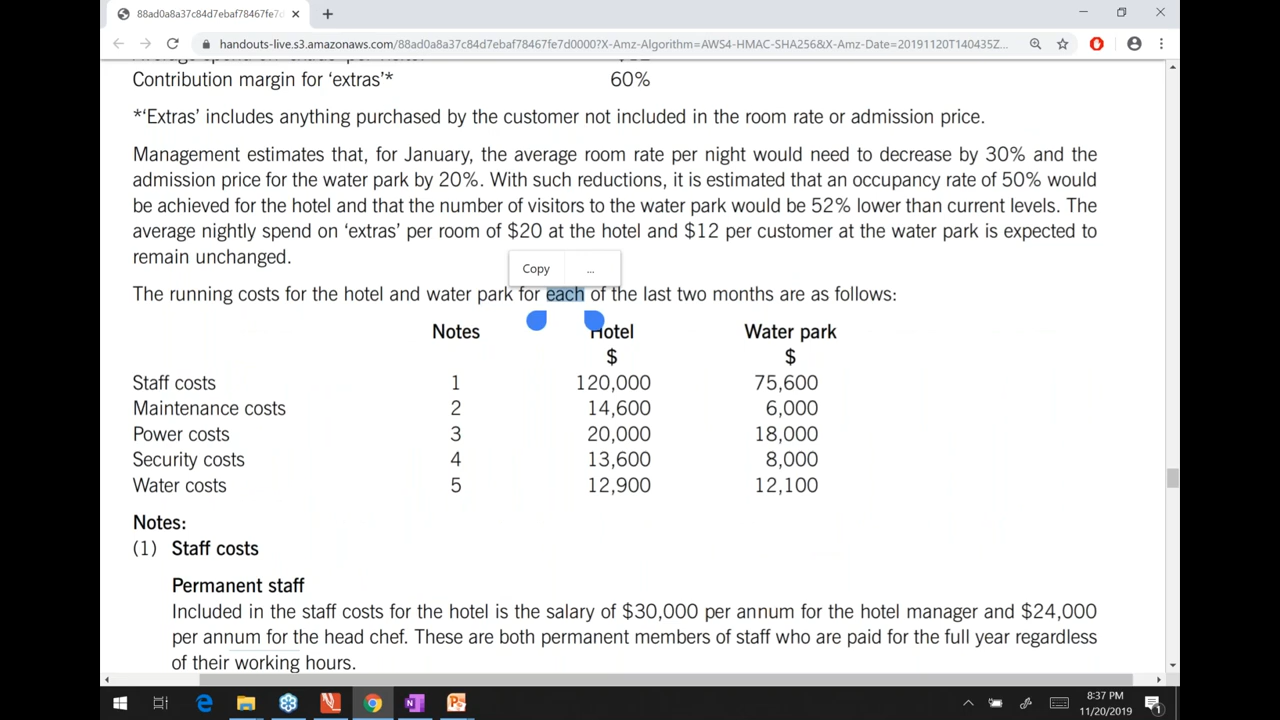 88ad0a8a37c84d7ebaf78467fe7d
handouts-live.s3.amazonaws.com/88ad0a8a37c84d7ebaf78467fe7d0000?X-Amz-Algorithm=AWS4-HMAC-SHA256&X-Amz-Date=20191120T140435Z...
Contribution margin for ‘extras’* 60%
*‘Extras’ includes anything purchased by the customer not included in the room rate or admission price.
Management estimates that, for January, the average room rate per night would need to decrease by 30% and the
admission price for the water park by 20%. With such reductions, it is estimated that an occupancy rate of 50% would
be achieved for the hotel and that the number of visitors to the water park would be 52% lower than current levels. The
average nightly spend on ‘extras’ per room of $20 at the hotel and $12 per customer at the water park is expected to
remain unchanged.
Copy ...
The running costs for the hotel and water park for each of the last two months are as follows:
Notes Hotel Water park
$ $
Staff costs 1 120,000 75,600
Maintenance costs 2 14,600 6,000
Power costs 3 20,000 18,000
Security costs 4 13,600 8,000
Water costs 5 12,900 12,100
Notes:
(1) Staff costs
Permanent staff
Included in the staff costs for the hotel is the salary of $30,000 per annum for the hotel manager and $24,000
per annum for the head chef. These are both permanent members of staff who are paid for the full year regardless
of their working hours.
8:37 PM
11/20/2019